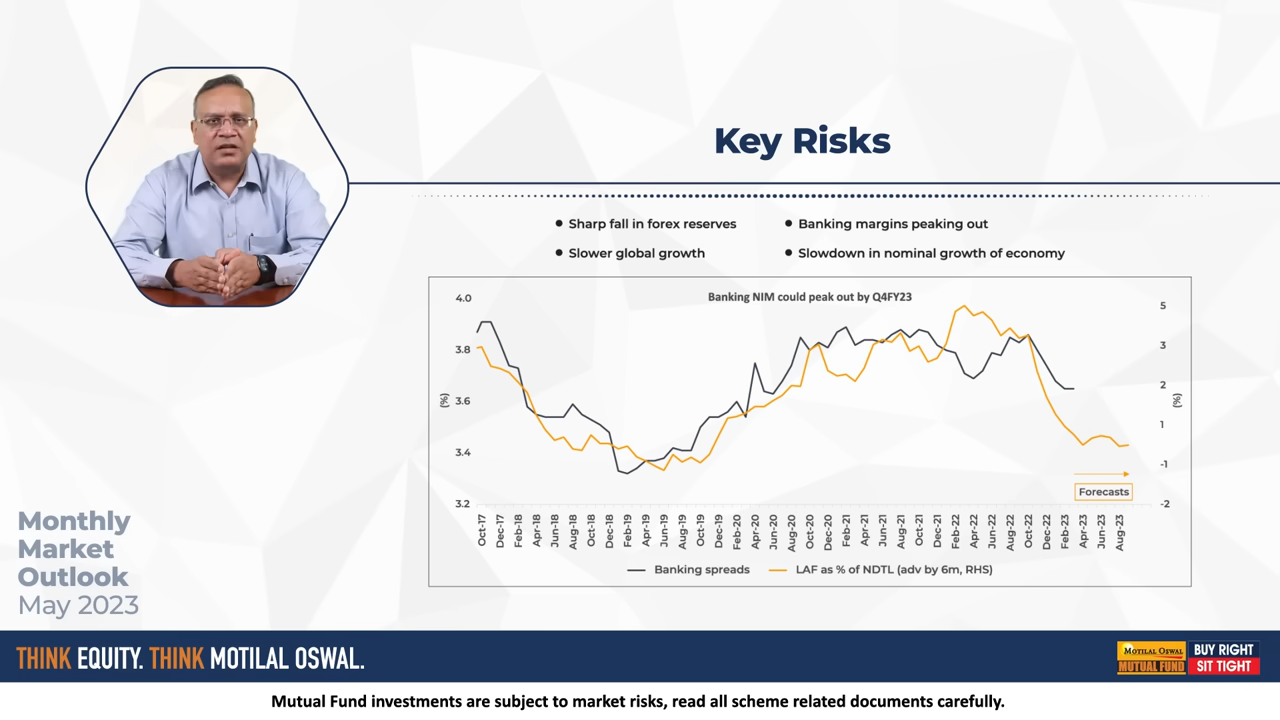 Key Risks
Sharp fall in forex reserves
Banking margins peaking out
Slower global growth
Slowdown in nominal growth of economy
Banking NIM could peak out by Q4FY23
4.0
3.8
3.6
3.4
3.2
(%)
5
3
2
1
-1
-2
(%)
Forecasts
Oct-17 Dec-17 Feb-18 Apr-18 Jun-18 Aug-18 Oct-18 Dec-18 Feb-19 Apr-19 Jun-19 Aug-19 Oct-19 Dec-19 Feb-20 Apr-20 Jun-20 Aug-20 Oct-20 Dec-20 Feb-21 Apr-21 Jun-21 Aug-21 Oct-21 Dec-21 Feb-22 Apr-22 Jun-22 Aug-22 Oct-22 Dec-22 Feb-23 Apr-23 Jun-23 Aug-23
Banking spreads
LAF as % of NDTL (adv by 6m, RHS)
Monthly
Market
Outlook
May 2023
THINK EQUITY. THINK MOTILAL OSWAL.
MOTILAL OSWAL
MUTUAL FUND
BUY RIGHT
SIT TIGHT
Mutual Fund investments are subject to market risks, read all scheme related documents carefully.